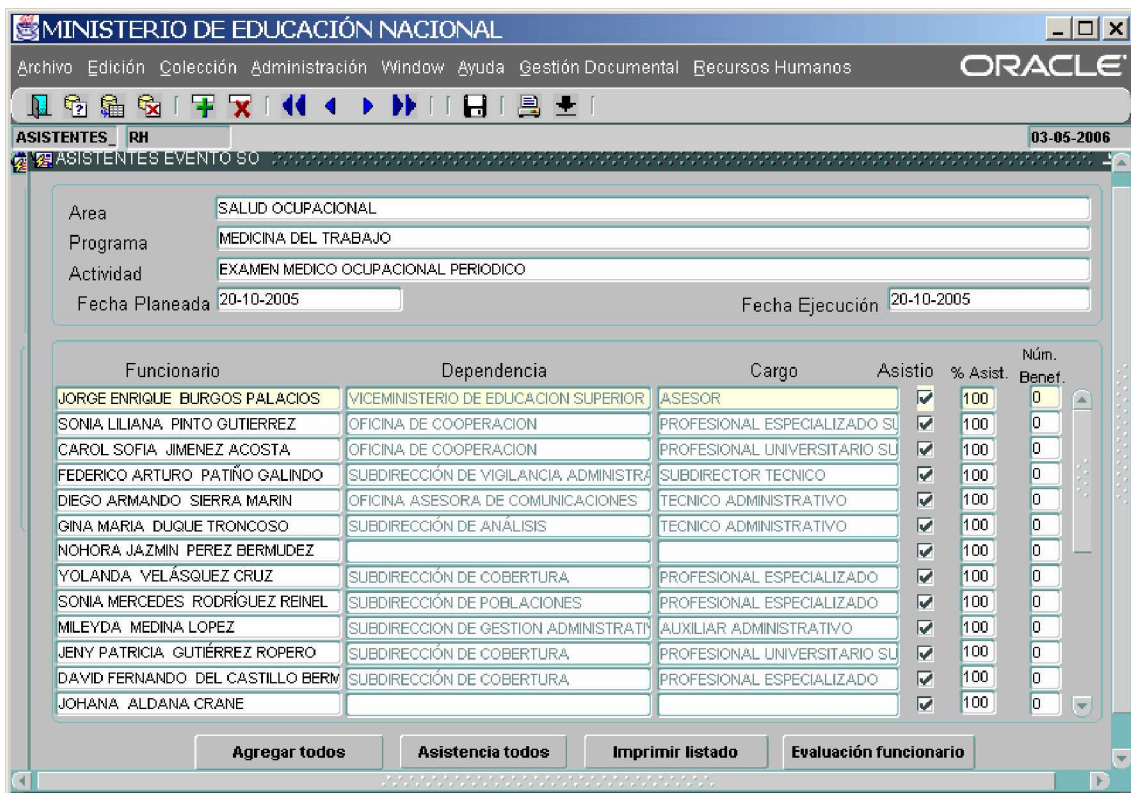 MINISTERIO DE EDUCACIÓN NACIONAL
Archivo Edición Colección Administración Window Ayuda Gestión Documental Recursos Humanos ORACLE
ASISTENTES_ RH 03-05-2006
ASISTENTES EVENTO SO
Area SALUD OCUPACIONAL
Programa MEDICINA DEL TRABAJO
Actividad EXAMEN MEDICO OCUPACIONAL PERIODICO
Fecha Planeada 20-10-2005 Fecha Ejecución 20-10-2005
Funcionario Dependencia Cargo Asistio % Asist. Núm. Benef.
JORGE ENRIQUE BURGOS PALACIOS VICEMINISTERIO DE EDUCACION SUPERIOR ASESOR 100 0
SONIA LILIANA PINTO GUTIERREZ OFICINA DE COOPERACION PROFESIONAL ESPECIALIZADO SU 100 0
CAROL SOFIA JIMENEZ ACOSTA OFICINA DE COOPERACION PROFESIONAL UNIVERSITARIO SU 100 0
FEDERICO ARTURO PATIÑO GALINDO SUBDIRECCIÓN DE VIGILANCIA ADMINISTRA SUBDIRECTOR TECNICO 100 0
DIEGO ARMANDO SIERRA MARIN OFICINA ASESORA DE COMUNICACIONES TECNICO ADMINISTRATIVO 100 0
GINA MARIA DUQUE TRONCOSO SUBDIRECCIÓN DE ANÁLISIS TECNICO ADMINISTRATIVO 100 0
NOHORA JAZMIN PEREZ BERMUDEZ 100 0
YOLANDA VELÁSQUEZ CRUZ SUBDIRECCIÓN DE COBERTURA PROFESIONAL ESPECIALIZADO 100 0
SONIA MERCEDES RODRÍGUEZ REINEL SUBDIRECCIÓN DE POBLACIONES PROFESIONAL ESPECIALIZADO 100 0
MILEYDA MEDINA LOPEZ SUBDIRECCION DE GESTION ADMINISTRATIV AUXILIAR ADMINISTRATIVO 100 0
JENY PATRICIA GUTIÉRREZ ROPERO SUBDIRECCIÓN DE COBERTURA PROFESIONAL UNIVERSITARIO SU 100 0
DAVID FERNANDO DEL CASTILLO BERM SUBDIRECCIÓN DE COBERTURA PROFESIONAL ESPECIALIZADO 100 0
JOHANA ALDANA CRANE 100 0
Agregar todos Asistencia todos Imprimir listado Evaluación funcionario